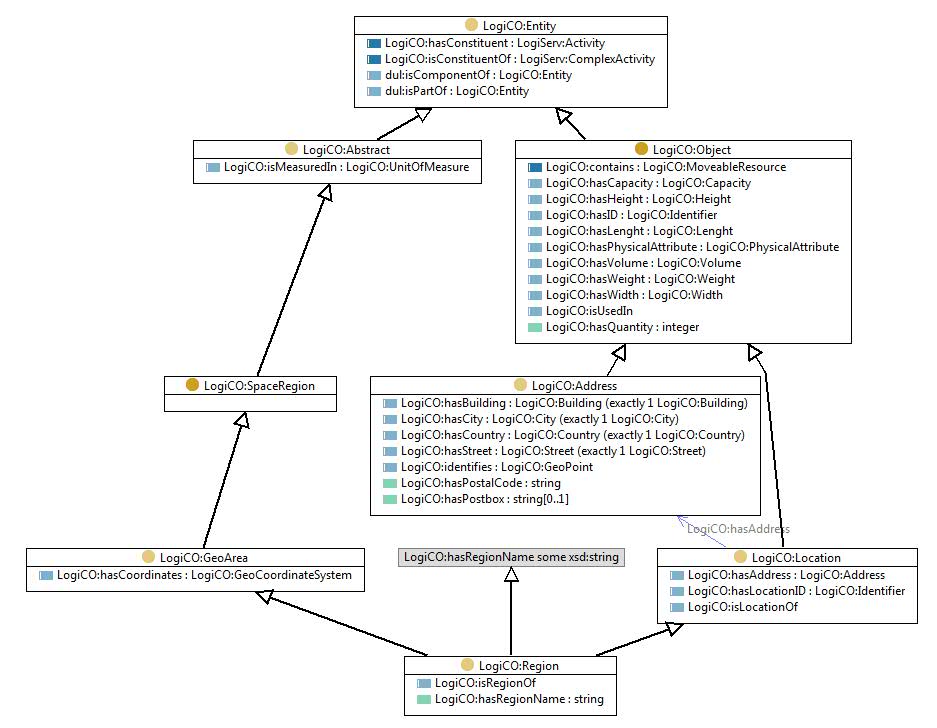 LogiCO:Entity
LogiCO:hasConstituent : LogiServ:Activity
LogiCO:isConstituentOf : LogiServ:ComplexActivity
dul:isComponentOf : LogiCO:Entity
dul:isPartOf : LogiCO:Entity
LogiCO:Abstract
LogiCO:isMeasuredIn : LogiCO:UnitOfMeasure
LogiCO:Object
LogiCO:contains : LogiCO:MoveableResource
LogiCO:hasCapacity : LogiCO:Capacity
LogiCO:hasHeight : LogiCO:Height
LogiCO:hasID : LogiCO:Identifier
LogiCO:hasLenght : LogiCO:Lenght
LogiCO:hasPhysicalAttribute : LogiCO:PhysicalAttribute
LogiCO:hasVolume : LogiCO:Volume
LogiCO:hasWeight : LogiCO:Weight
LogiCO:hasWidth : LogiCO:Width
LogiCO:isUsedIn
LogiCO:hasQuantity : integer
LogiCO:SpaceRegion
LogiCO:Address
LogiCO:hasBuilding : LogiCO:Building (exactly 1 LogiCO:Building)
LogiCO:hasCity : LogiCO:City (exactly 1 LogiCO:City)
LogiCO:hasCountry : LogiCO:Country (exactly 1 LogiCO:Country)
LogiCO:hasStreet : LogiCO:Street (exactly 1 LogiCO:Street)
LogiCO:identifies : LogiCO:GeoPoint
LogiCO:hasPostalCode : string
LogiCO:hasPostbox : string[0..1]
LogiCO:hasAddress
LogiCO:GeoArea
LogiCO:hasCoordinates : LogiCO:GeoCoordinateSystem
LogiCO:hasRegionName some xsd:string
LogiCO:Location
LogiCO:hasAddress : LogiCO:Address
LogiCO:hasLocationID : LogiCO:Identifier
LogiCO:isLocationOf
LogiCO:Region
LogiCO:isRegionOf
LogiCO:hasRegionName : string